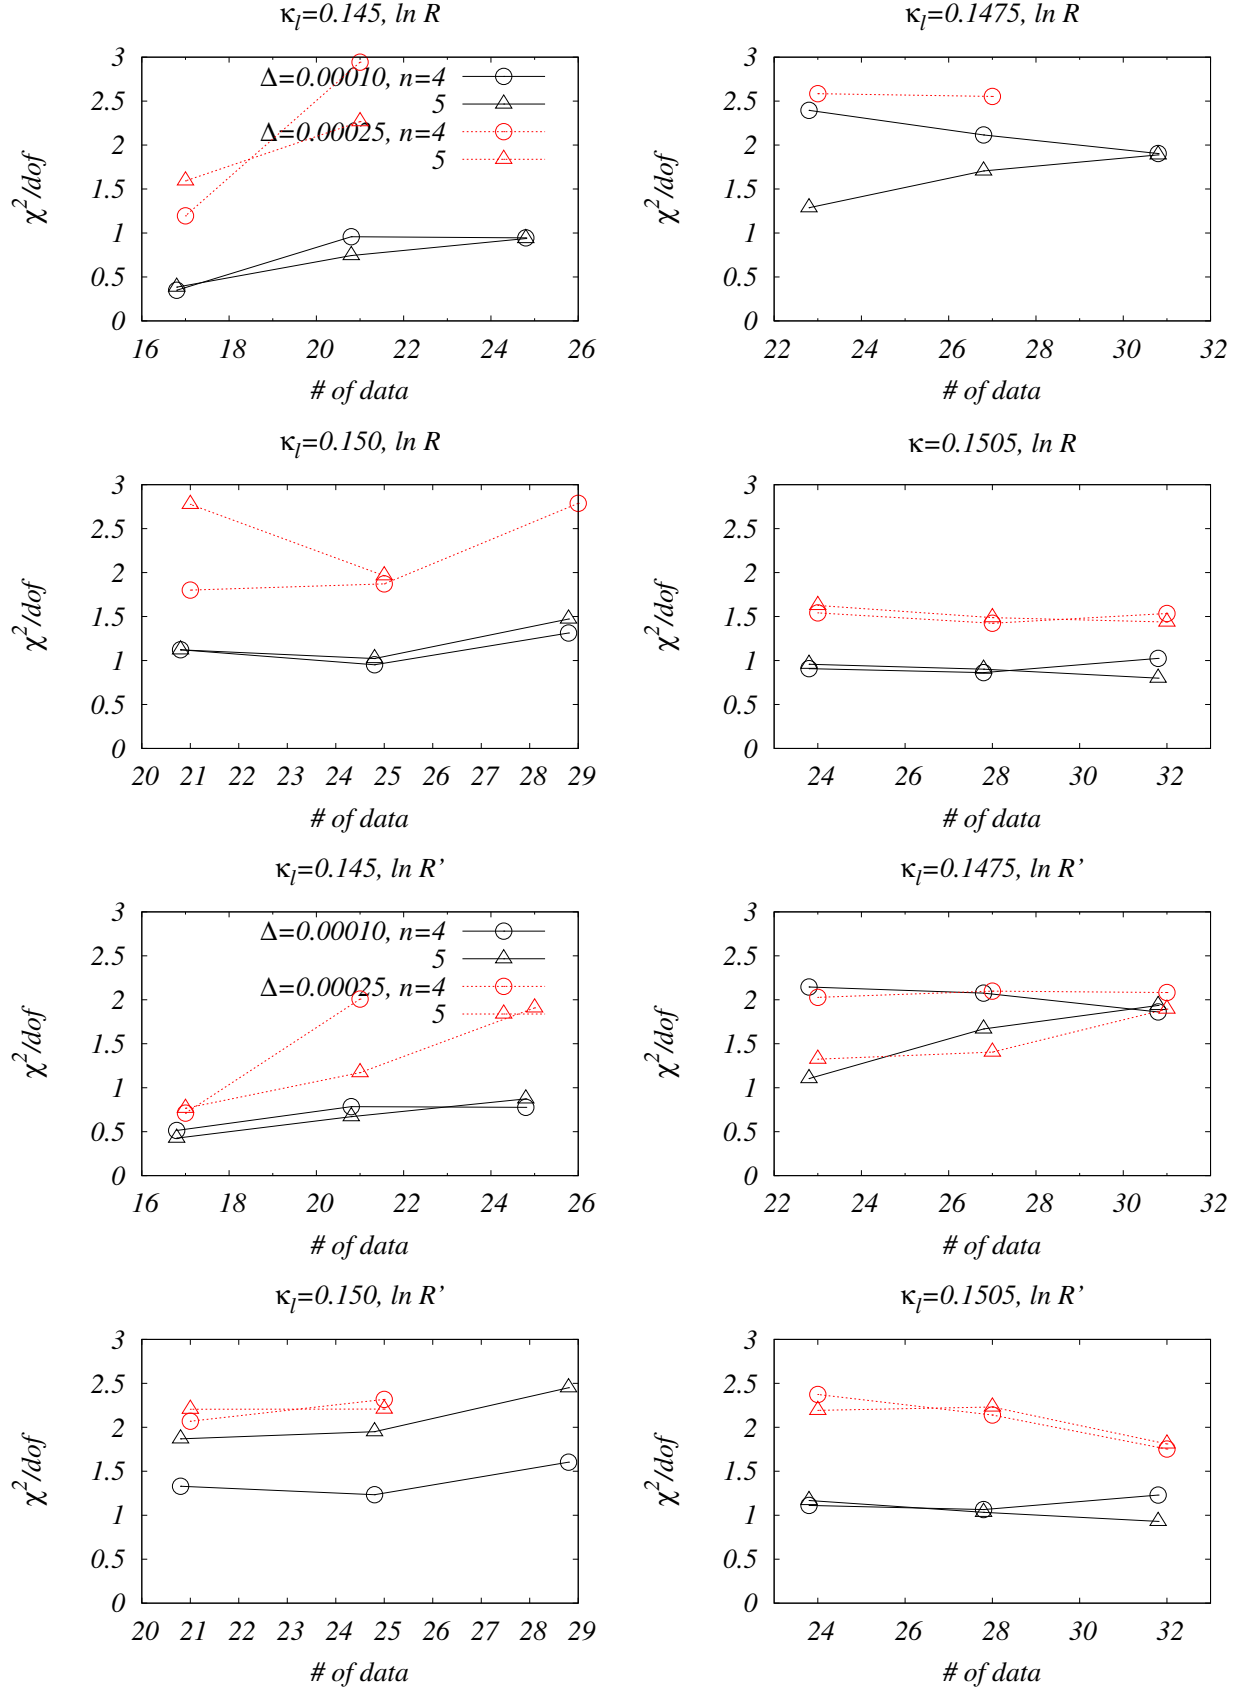 κl=0.145, ln R
3
2.5
2
1.5
1
0.5
0
χ2/dof
Δ=0.00010, n=4
5
Δ=0.00025, n=4
5
16 18 20 22 24 26
# of data
κl=0.1475, ln R
3
2.5
2
1.5
1
0.5
0
χ2/dof
22 24 26 28 30 32
# of data
κl=0.150, ln R
3
2.5
2
1.5
1
0.5
0
χ2/dof
20 21 22 23 24 25 26 27 28 29
# of data
κ=0.1505, ln R
3
2.5
2
1.5
1
0.5
0
χ2/dof
24 26 28 30 32
# of data
κl=0.145, ln R’
3
2.5
2
1.5
1
0.5
0
χ2/dof
Δ=0.00010, n=4
5
Δ=0.00025, n=4
5
16 18 20 22 24 26
# of data
κl=0.1475, ln R’
3
2.5
2
1.5
1
0.5
0
χ2/dof
22 24 26 28 30 32
# of data
κl=0.150, ln R’
3
2.5
2
1.5
1
0.5
0
χ2/dof
20 21 22 23 24 25 26 27 28 29
# of data
κl=0.1505, ln R’
3
2.5
2
1.5
1
0.5
0
χ2/dof
24 26 28 30 32
# of data